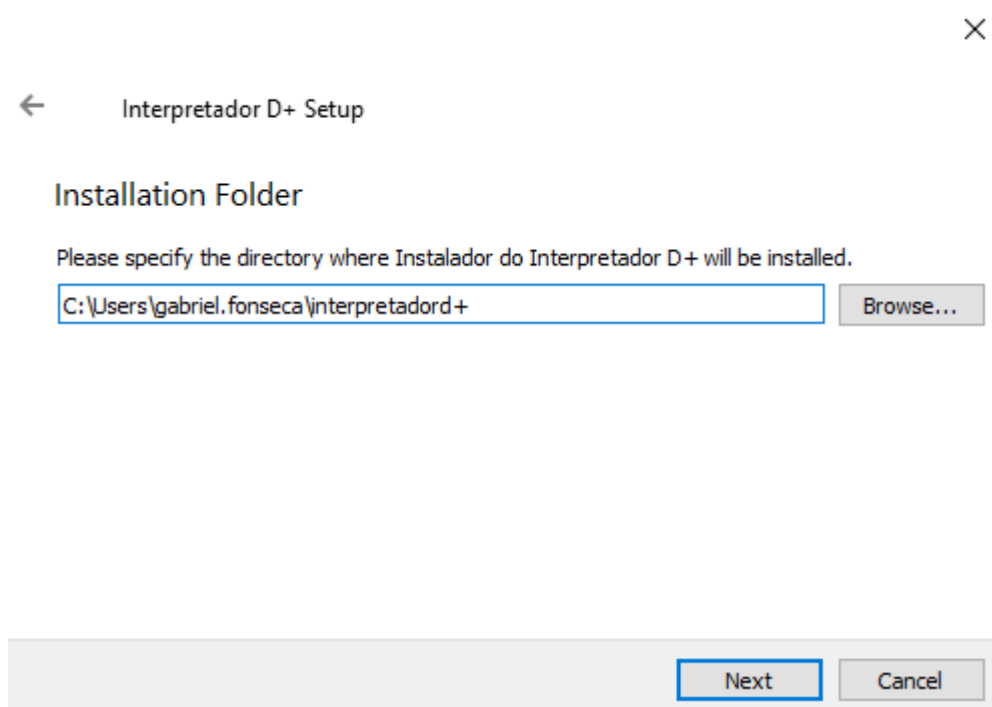 Interpretador D+ Setup
Installation Folder
Please specify the directory where Instalador do Interpretador D+ will be installed.
C:\Users\gabriel.fonseca\interpretadord+
Browse...
Next
Cancel